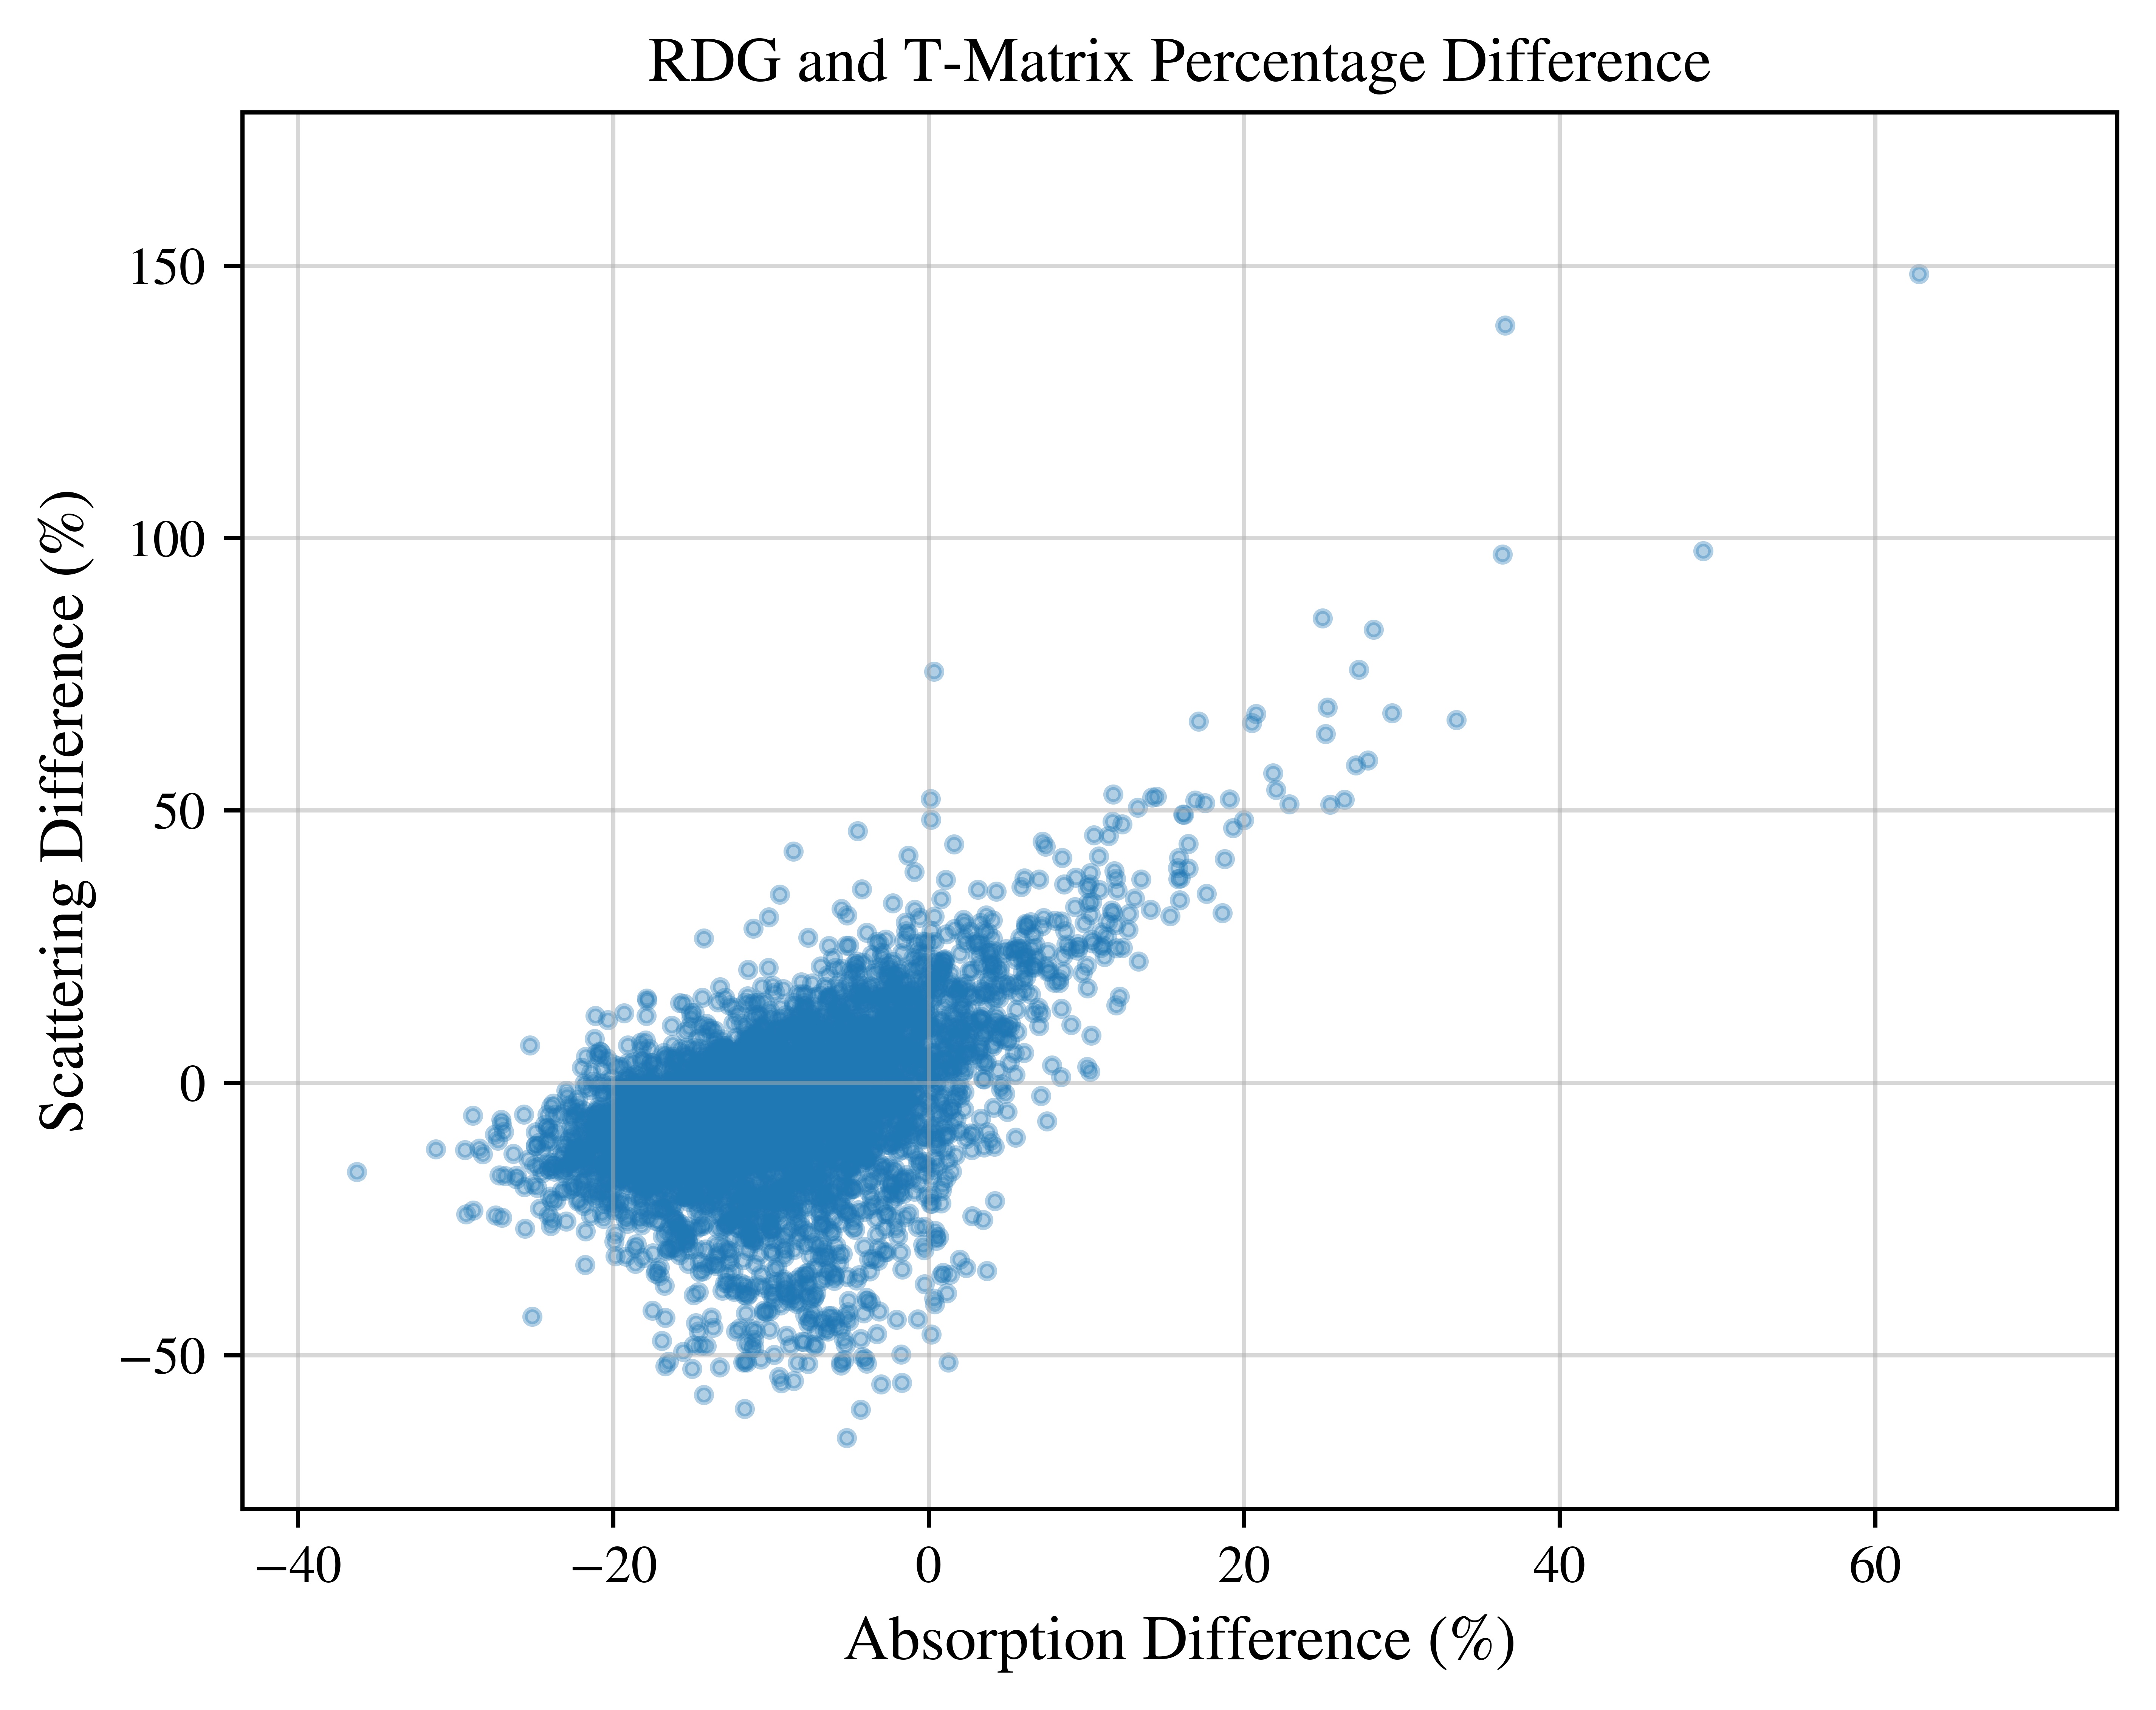 RDG and T-Matrix Percentage Difference
Scattering Difference (%)
150
100
50
0
−50
−40 −20 0 20 40 60
Absorption Difference (%)